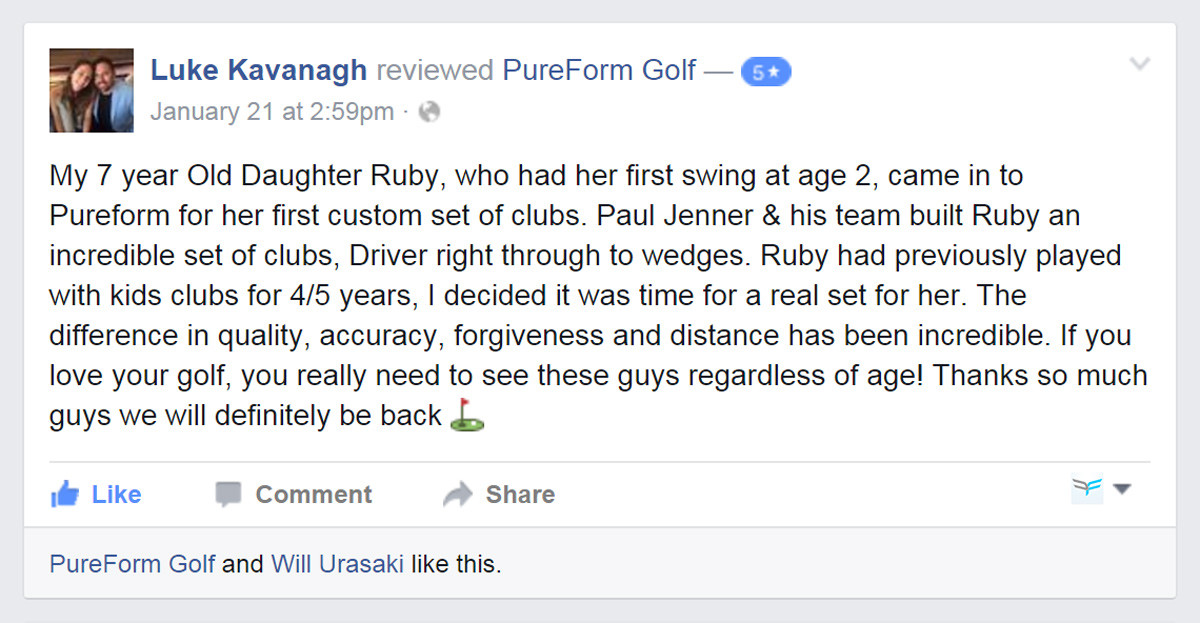 Luke Kavanagh reviewed PureForm Golf — 5★
January 21 at 2:59pm ·
My 7 year Old Daughter Ruby, who had her first swing at age 2, came in to
Pureform for her first custom set of clubs. Paul Jenner & his team built Ruby an
incredible set of clubs, Driver right through to wedges. Ruby had previously played
with kids clubs for 4/5 years, I decided it was time for a real set for her. The
difference in quality, accuracy, forgiveness and distance has been incredible. If you
love your golf, you really need to see these guys regardless of age! Thanks so much
guys we will definitely be back ⛳
Like Comment Share
PureForm Golf and Will Urasaki like this.